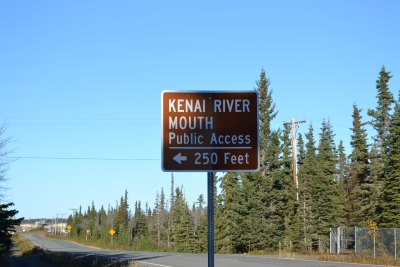 KENAI RIVER
MOUTH
Public Access
← 250 Feet